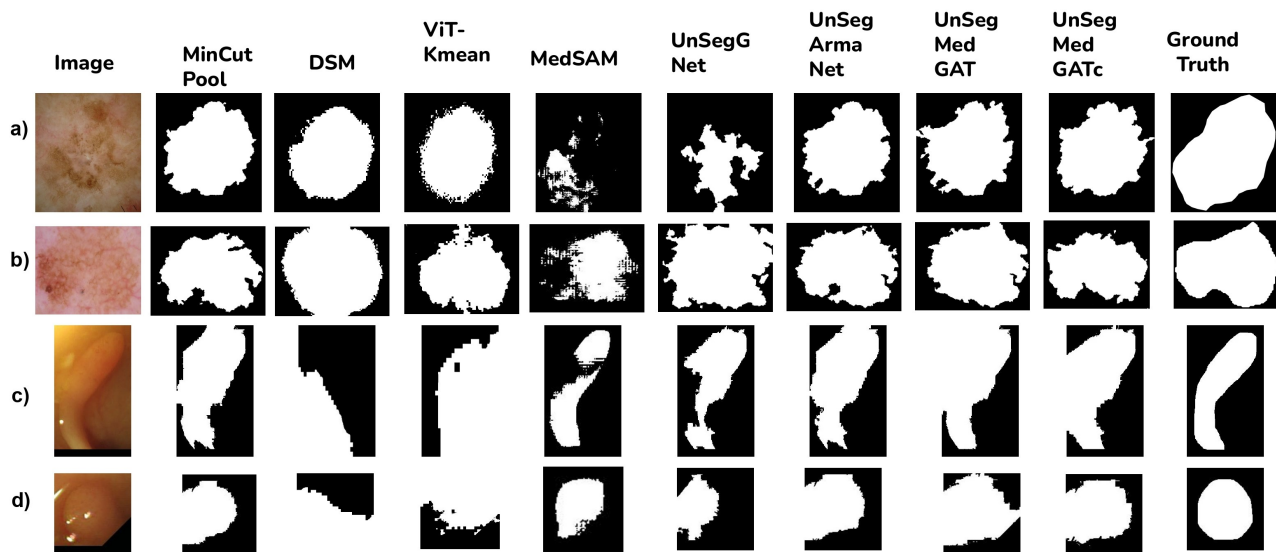 Image
MinCut
Pool
DSM
ViT-
Kmean
MedSAM
UnSegG
Net
UnSeg
Arma
Net
UnSeg
Med
GAT
UnSeg
Med
GATc
Ground
Truth
a)
b)
c)
d)